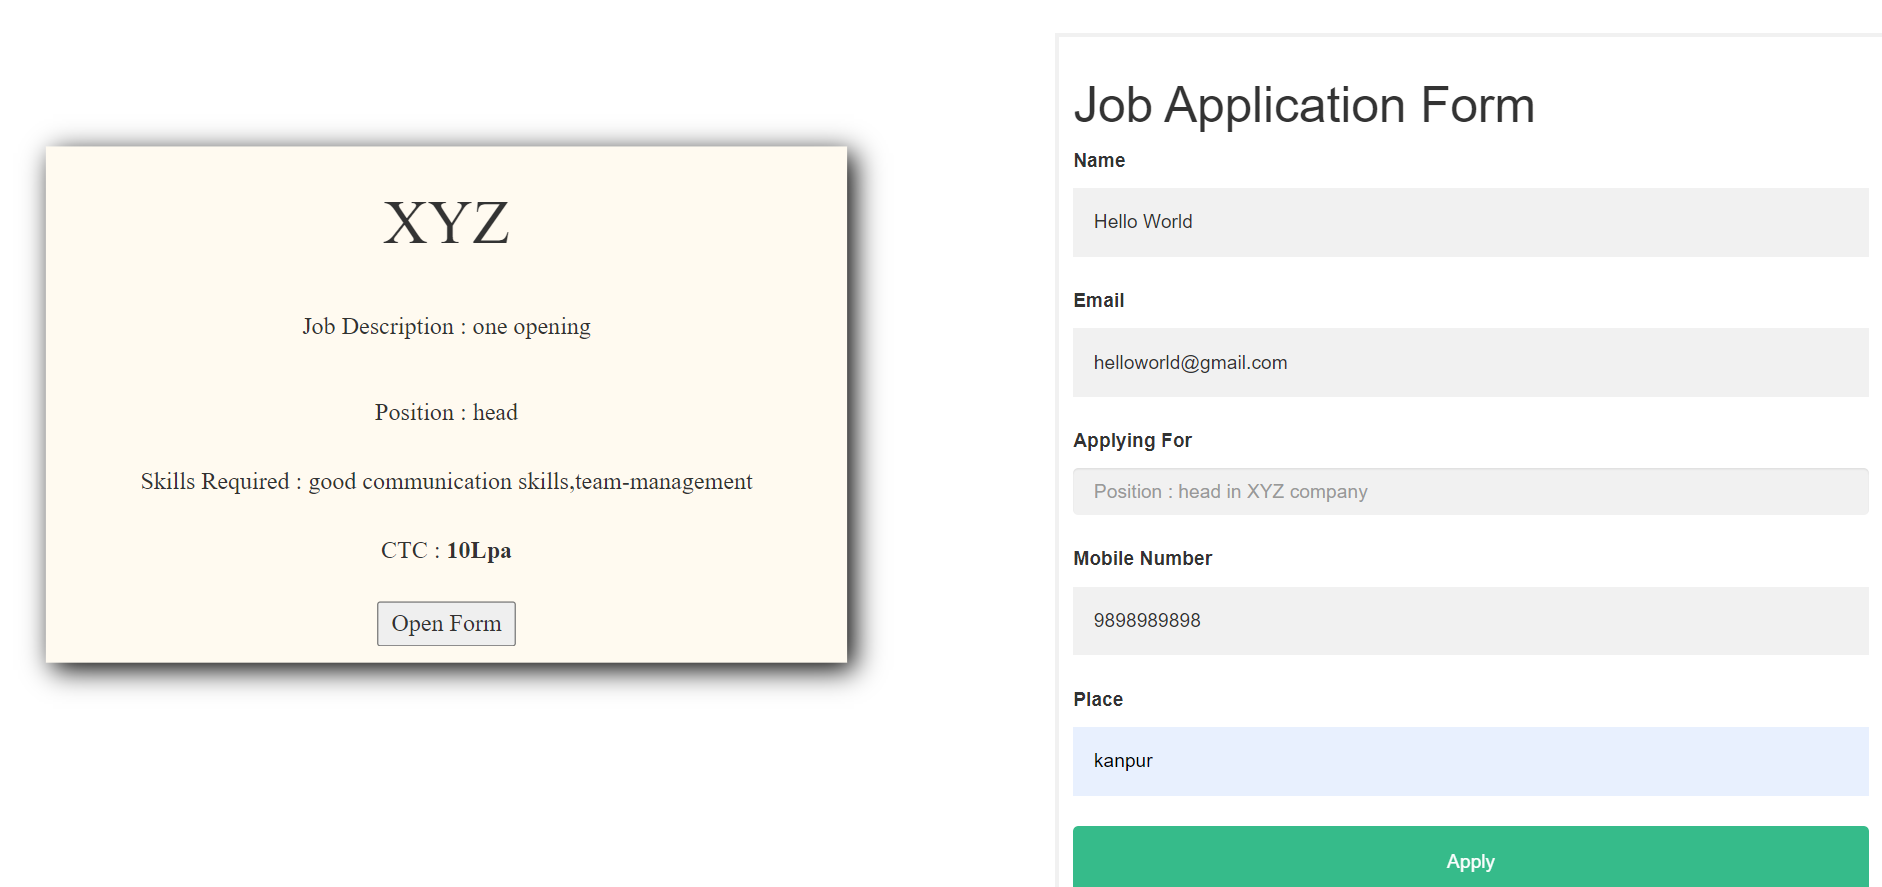 XYZ
Job Description : one opening
Position : head
Skills Required : good communication skills,team-management
CTC : 10Lpa
Open Form
Job Application Form
Name
Hello World
Email
helloworld@gmail.com
Applying For
Position : head in XYZ company
Mobile Number
9898989898
Place
kanpur
Apply